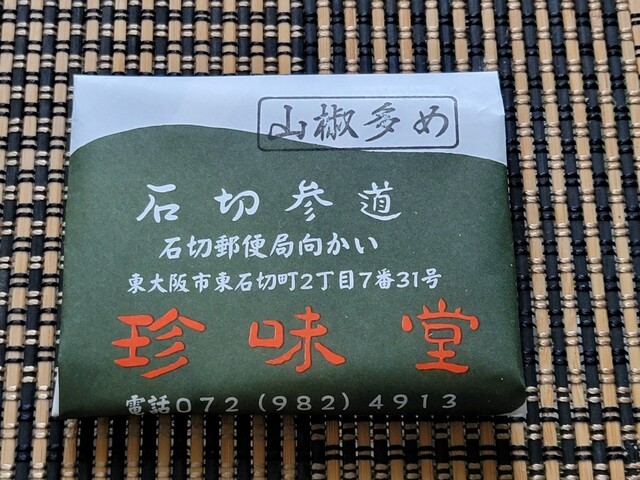 山椒多め
石切参道
石切郵便局向かい
東大阪市東石切町2丁目7番31号
珍味堂
電話072(982)4913